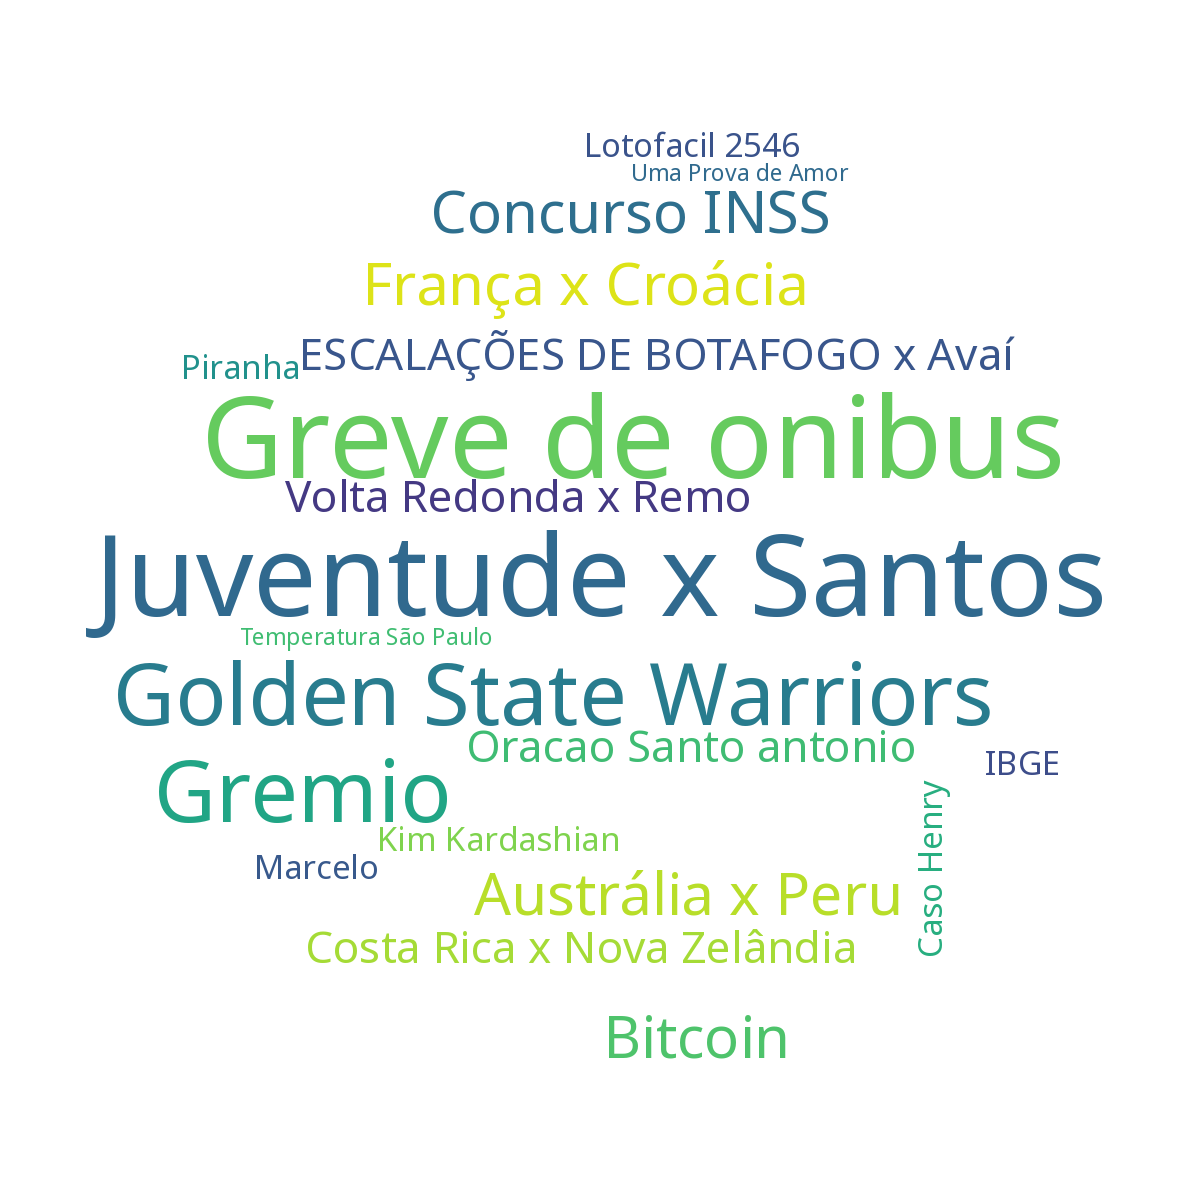 Lotofacil 2546
Uma Prova de Amor
Concurso INSS
França x Croácia
ESCALAÇÕES DE BOTAFOGO x Avaí
Piranha
Greve de onibus
Volta Redonda x Remo
Juventude x Santos
Temperatura São Paulo
Golden State Warriors
Oracao Santo antonio
IBGE
Gremio
Caso Henry
Kim Kardashian
Marcelo
Austrália x Peru
Costa Rica x Nova Zelândia
Bitcoin